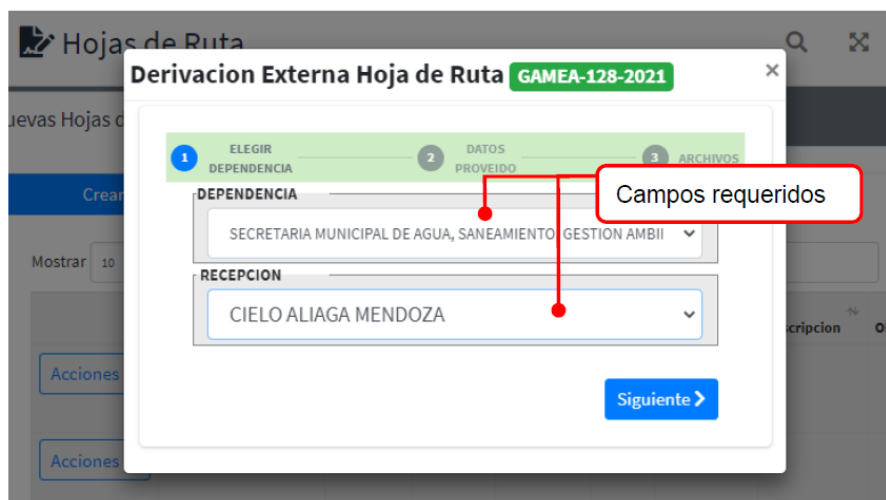 Hojas de Ruta
Derivacion Externa Hoja de Ruta GAMEA-128-2021
×
uevas Hojas d
1 ELEGIR DEPENDENCIA
2 DATOS PROVEIDO
3 ARCHIVOS
Campos requeridos
Crear
DEPENDENCIA
SECRETARIA MUNICIPAL DE AGUA, SANEAMIENTO, GESTION AMBII
Mostrar 10
RECEPCION
CIELO ALIAGA MENDOZA
scripcion
Acciones
Siguiente
Acciones